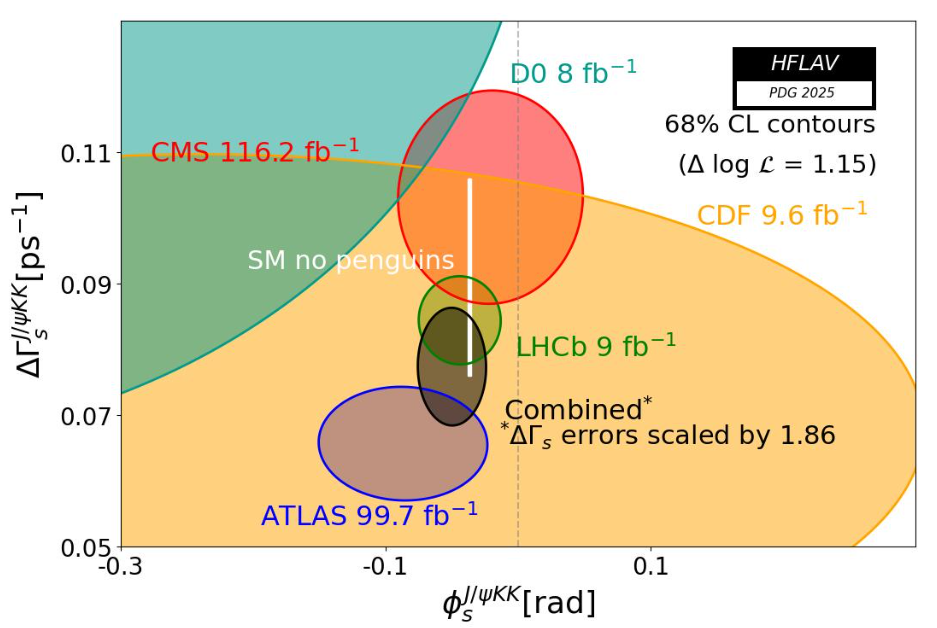 D0 8 fb⁻¹
HFLAV
PDG 2025
68% CL contours
(Δ log ℒ = 1.15)
CMS 116.2 fb⁻¹
CDF 9.6 fb⁻¹
SM no penguins
LHCb 9 fb⁻¹
Combined*
*ΔΓₛ errors scaled by 1.86
ATLAS 99.7 fb⁻¹
0.11
0.09
0.07
0.05
-0.3
-0.1
0.1
ΔΓₛ^{J/ψKK}[ps⁻¹]
ϕₛ^{J/ψKK}[rad]